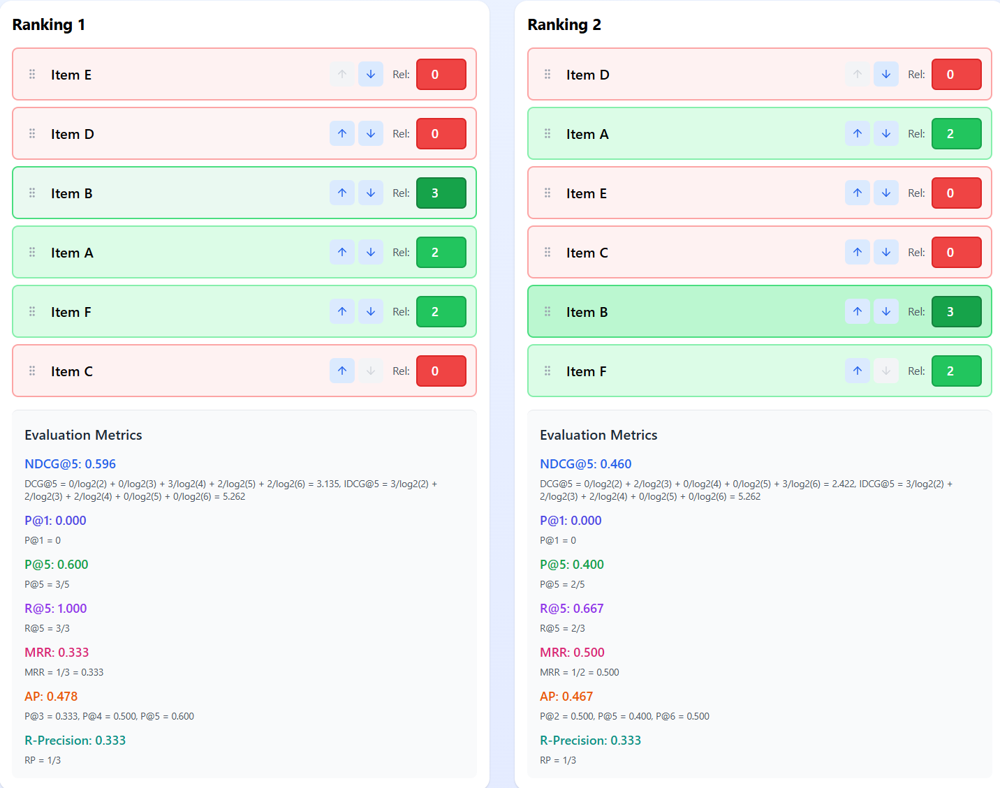 Ranking 1
Item E Rel: 0
Item D Rel: 0
Item B Rel: 3
Item A Rel: 2
Item F Rel: 2
Item C Rel: 0
Evaluation Metrics
NDCG@5: 0.596
DCG@5 = 0/log2(2) + 0/log2(3) + 3/log2(4) + 2/log2(5) + 2/log2(6) = 3.135, IDCG@5 = 3/log2(2) +
2/log2(3) + 2/log2(4) + 0/log2(5) + 0/log2(6) = 5.262
P@1: 0.000
P@1 = 0
P@5: 0.600
P@5 = 3/5
R@5: 1.000
R@5 = 3/3
MRR: 0.333
MRR = 1/3 = 0.333
AP: 0.478
P@3 = 0.333, P@4 = 0.500, P@5 = 0.600
R-Precision: 0.333
RP = 1/3
Ranking 2
Item D Rel: 0
Item A Rel: 2
Item E Rel: 0
Item C Rel: 0
Item B Rel: 3
Item F Rel: 2
Evaluation Metrics
NDCG@5: 0.460
DCG@5 = 0/log2(2) + 2/log2(3) + 0/log2(4) + 0/log2(5) + 3/log2(6) = 2.422, IDCG@5 = 3/log2(2) +
2/log2(3) + 2/log2(4) + 0/log2(5) + 0/log2(6) = 5.262
P@1: 0.000
P@1 = 0
P@5: 0.400
P@5 = 2/5
R@5: 0.667
R@5 = 2/3
MRR: 0.500
MRR = 1/2 = 0.500
AP: 0.467
P@2 = 0.500, P@5 = 0.400, P@6 = 0.500
R-Precision: 0.333
RP = 1/3